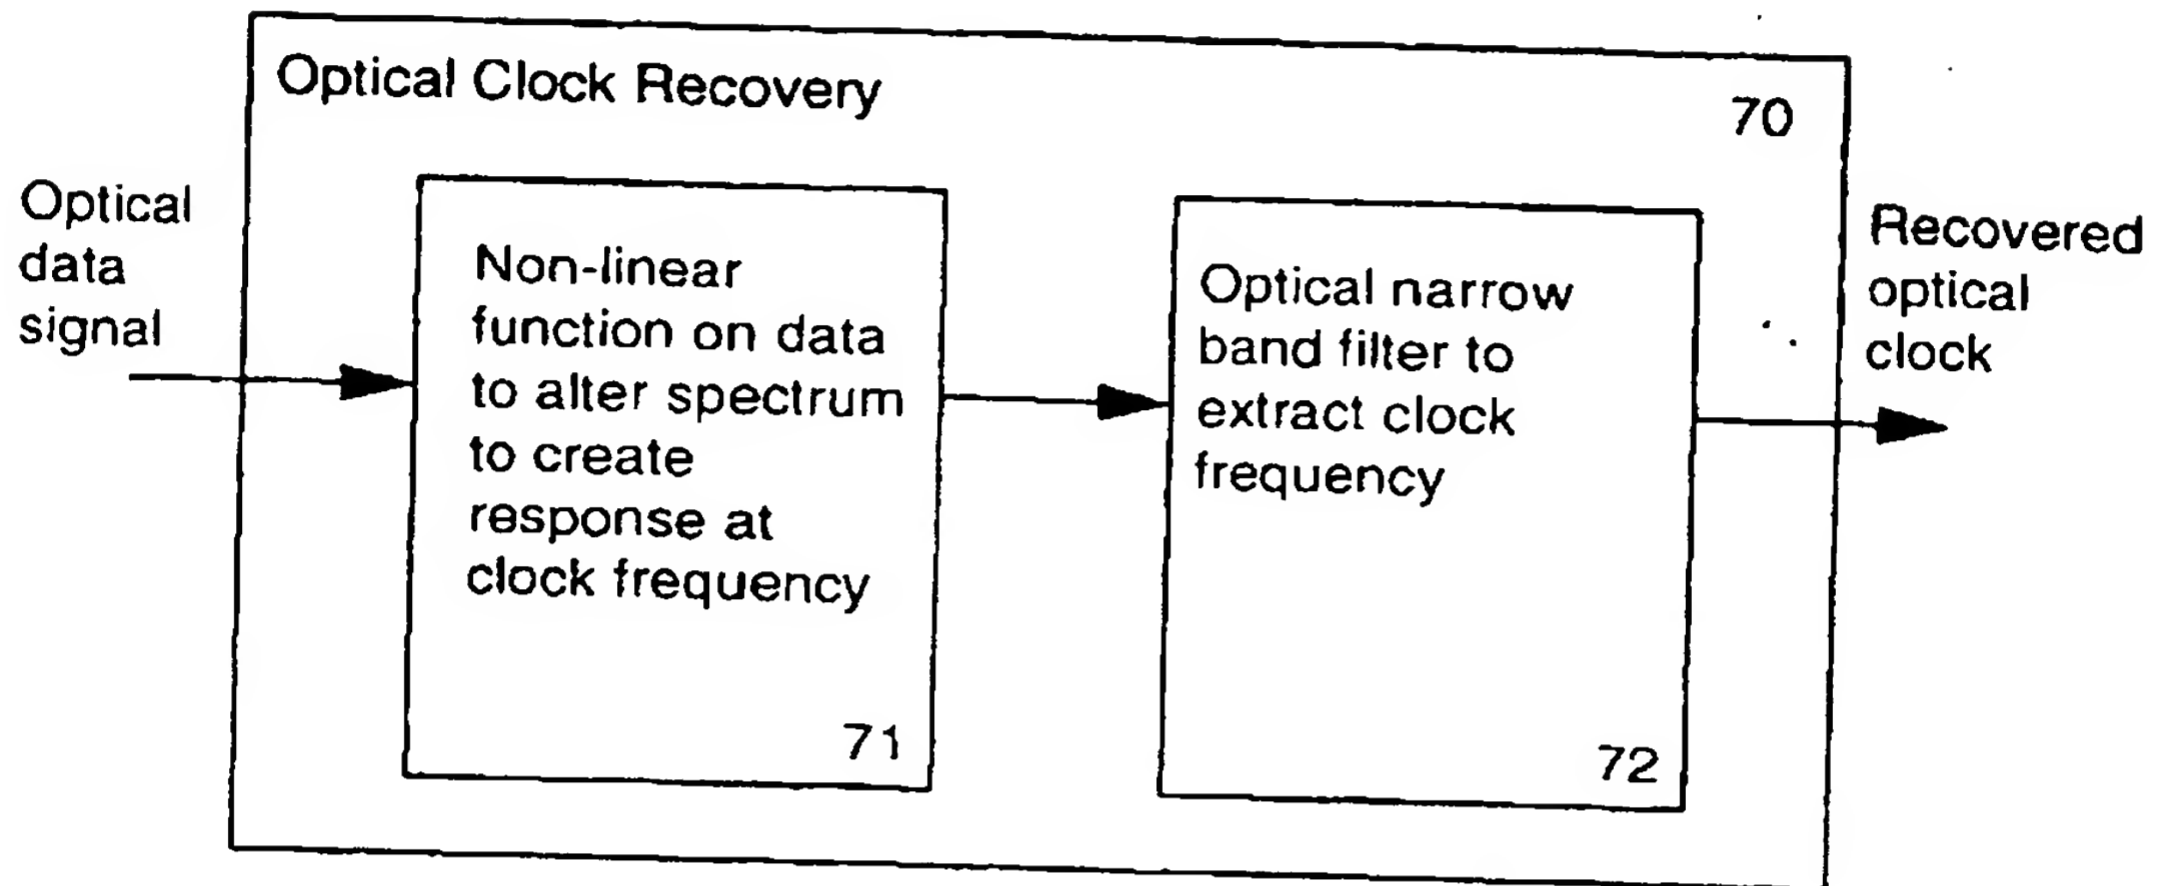 Optical Clock Recovery
70
Optical
data
signal
Non-linear
function on data
to alter spectrum
to create
response at
clock frequency
71
Optical narrow
band filter to
extract clock
frequency
72
Recovered
optical
clock